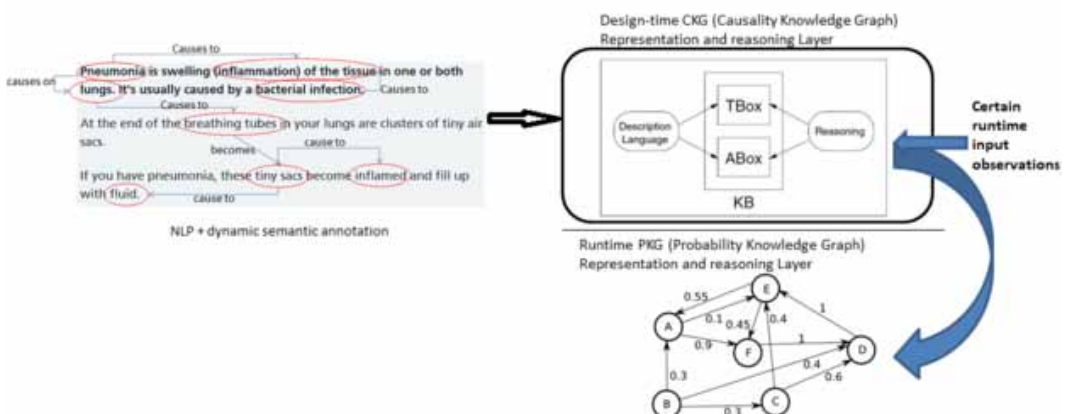 Causes to
Pneumonia is swelling (inflammation) of the tissue in one or both
causes on
lungs. It's usually caused by a bacterial infection.
Causes to
Causes to
At the end of the breathing tubes in your lungs are clusters of tiny air
sacs.
becomes
cause to
If you have pneumonia, these tiny sacs become inflamed and fill up
with fluid.
cause to
NLP + dynamic semantic annotation
Design-time CKG (Causality Knowledge Graph)
Representation and reasoning Layer
Description
Language
TBox
ABox
Reasoning
KB
Certain
runtime
input
observations
Runtime PKG (Probability Knowledge Graph)
Representation and reasoning Layer
E
0.55
1
A
0.1
0.45
0.4
0.9
F
1
D
0.3
0.4
0.6
B
C
0.3